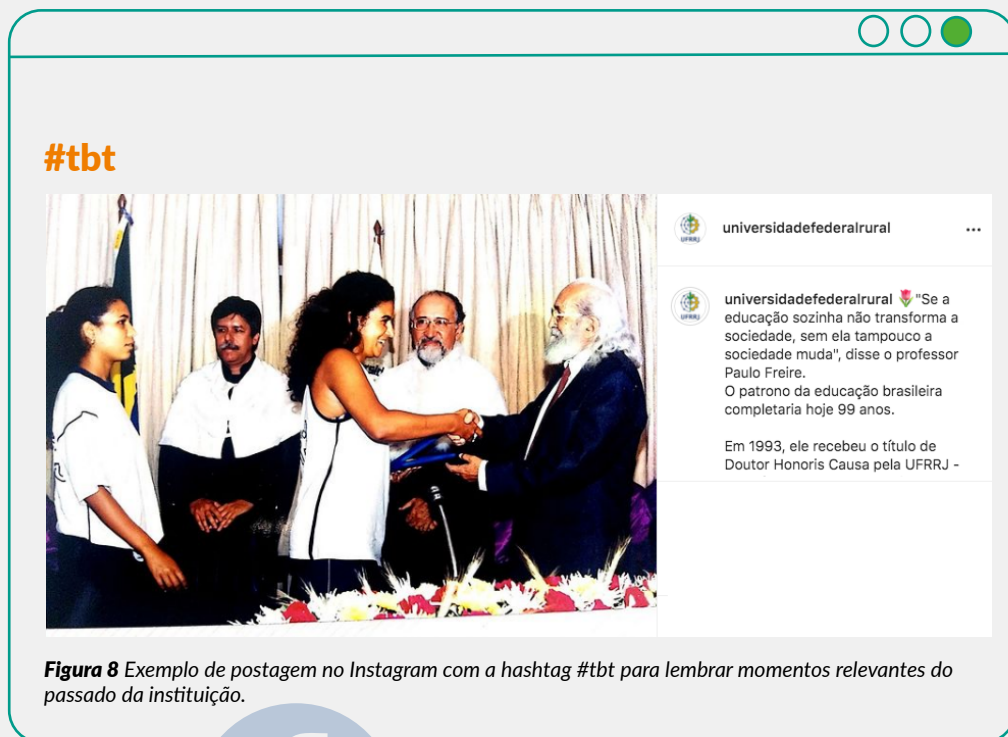 #tbt
UFRRJ
universidadefederalrural
UFRRJ
universidadefederalrural 🌷"Se a
educação sozinha não transforma a
sociedade, sem ela tampouco a
sociedade muda", disse o professor
Paulo Freire.
O patrono da educação brasileira
completaria hoje 99 anos.
Em 1993, ele recebeu o título de
Doutor Honoris Causa pela UFRRJ -
Figura 8 Exemplo de postagem no Instagram com a hashtag #tbt para lembrar momentos relevantes do
passado da instituição.